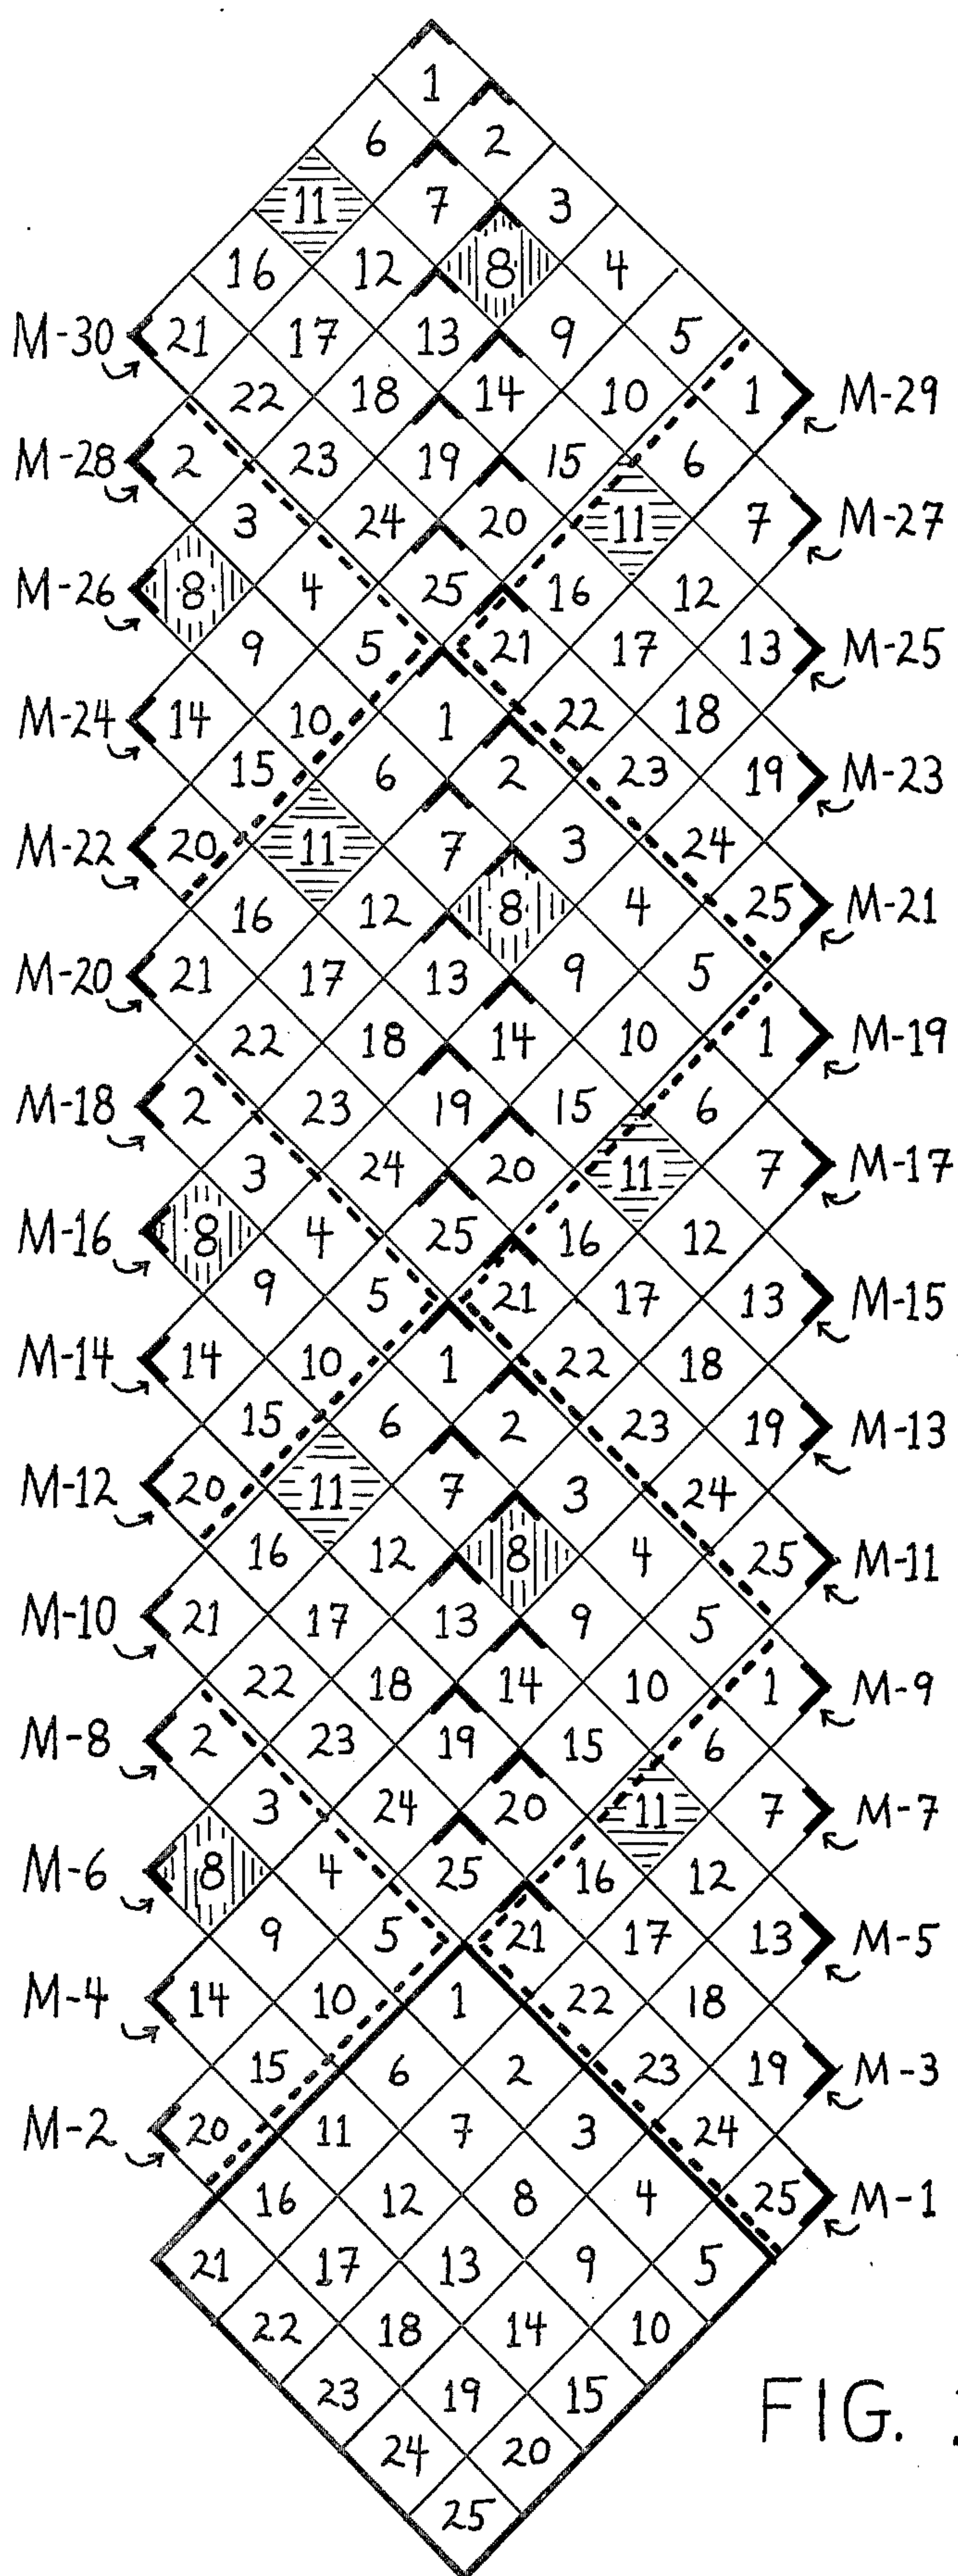 1
6 2
11 7 3
16 12 8 4
M-30 21 17 13 9 5
22 18 14 10 1 M-29
M-28 2 23 19 15 6
3 24 20 11 7 M-27
M-26 8 4 25 16 12
9 5 21 17 13 M-25
M-24 14 10 1 22 18
15 6 2 23 19 M-23
M-22 20 11 7 3 24
16 12 8 4 25 M-21
M-20 21 17 13 9 5
22 18 14 10 1 M-19
M-18 2 23 19 15 6
3 24 20 11 7 M-17
M-16 8 4 25 16 12
9 5 21 17 13 M-15
M-14 14 10 1 22 18
15 6 2 23 19 M-13
M-12 20 11 7 3 24
16 12 8 4 25 M-11
M-10 21 17 13 9 5
22 18 14 10 1 M-9
M-8 2 23 19 15 6
3 24 20 11 7 M-7
M-6 8 4 25 16 12
9 5 21 17 13 M-5
M-4 14 10 1 22 18
15 6 2 23 19 M-3
M-2 20 11 7 3 24
16 12 8 4 25 M-1
21 17 13 9 5
22 18 14 10
23 19 15
24 20
25
FIG.